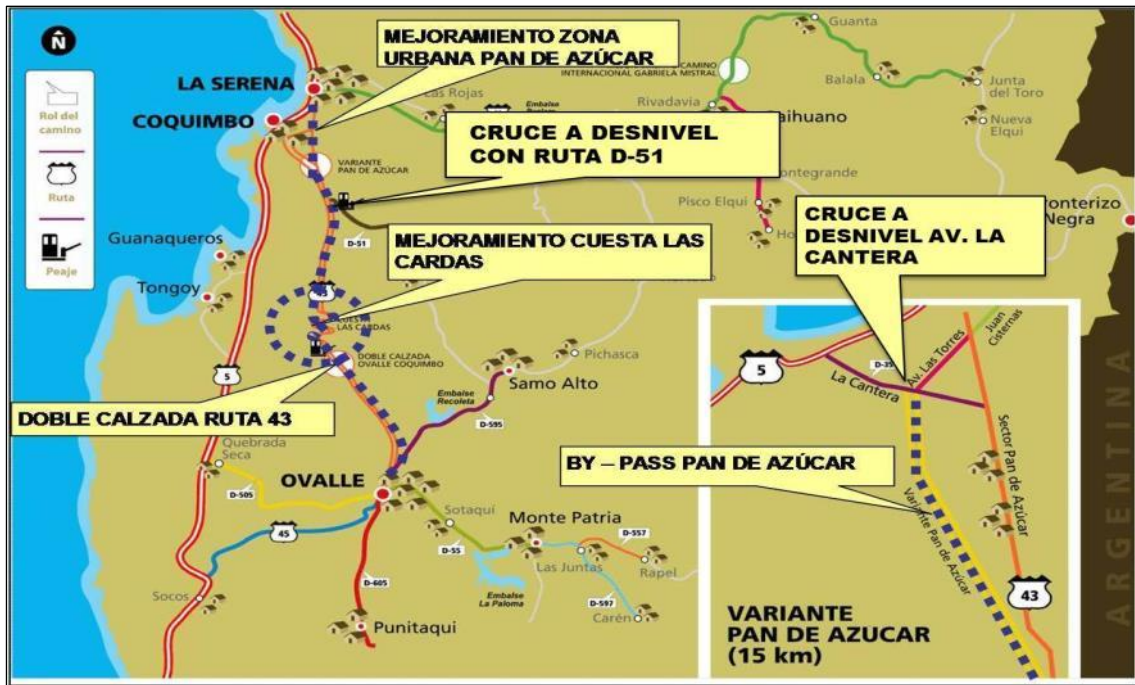 N
Rol del
camino
Ruta
Peaje
MEJORAMIENTO ZONA
URBANA PAN DE AZÚCAR
CAMINO
INTERNACIONAL GABRIELA MISTRAL
Guanta
Balala
Junta
del Toro
Nueva
Elqui
Rivadavia
LA SERENA
COQUIMBO
Las Rojas
Embalse
CRUCE A DESNIVEL
CON RUTA D-51
VARIANTE
PAN DE AZÚCAR
D-51
Pisco Elqui
MEJORAMIENTO CUESTA LAS
CARDAS
Guanaqueros
Tongoy
43
CUESTA
LAS CARDAS
DOBLE CALZADA
OVALLE COQUIMBO
Pichasca
Samo Alto
Embalse
Recoleta
D-595
5
DOBLE CALZADA RUTA 43
Quebrada
Seca
D-505
OVALLE
45
Socos
Sotaquí
D-55
Monte Patria
D-557
Las Juntas
Rapel
Embalse
La Paloma
D-597
Carén
D-605
Punitaqui
CRUCE A
DESNIVEL AV. LA
CANTERA
Negra
5
D-35
La Cantera
Av. Las Torres
Juan
Cisternas
Sector Pan de Azúcar
BY – PASS PAN DE AZÚCAR
Variante Pan de Azúcar
43
VARIANTE
PAN DE AZUCAR
(15 km)
ARGENTINA